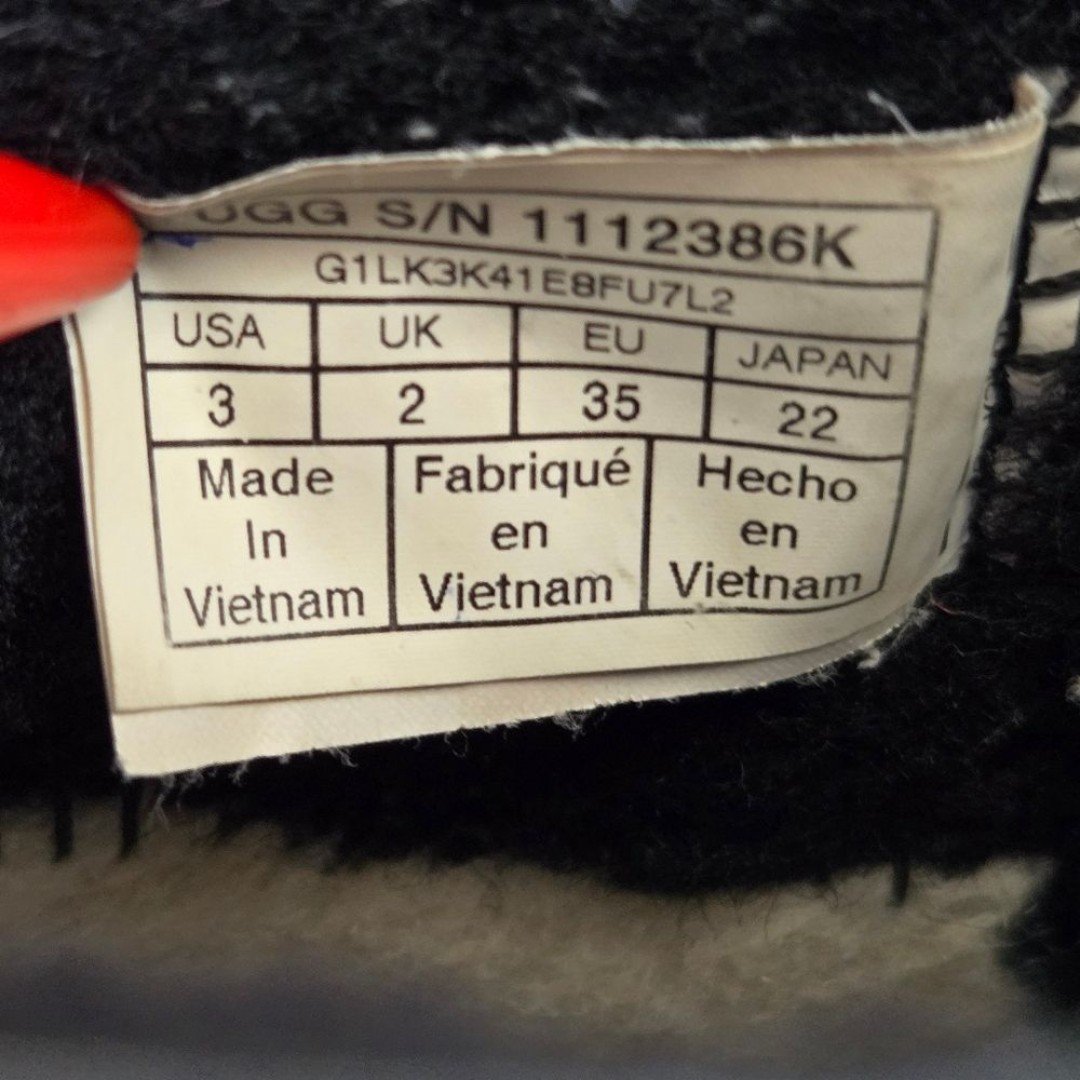 UGG S/N 1112386K
G1LK3K41E8FU7L2
USA UK EU JAPAN
3 2 35 22
Made Fabriqué Hecho
In en en
Vietnam Vietnam Vietnam